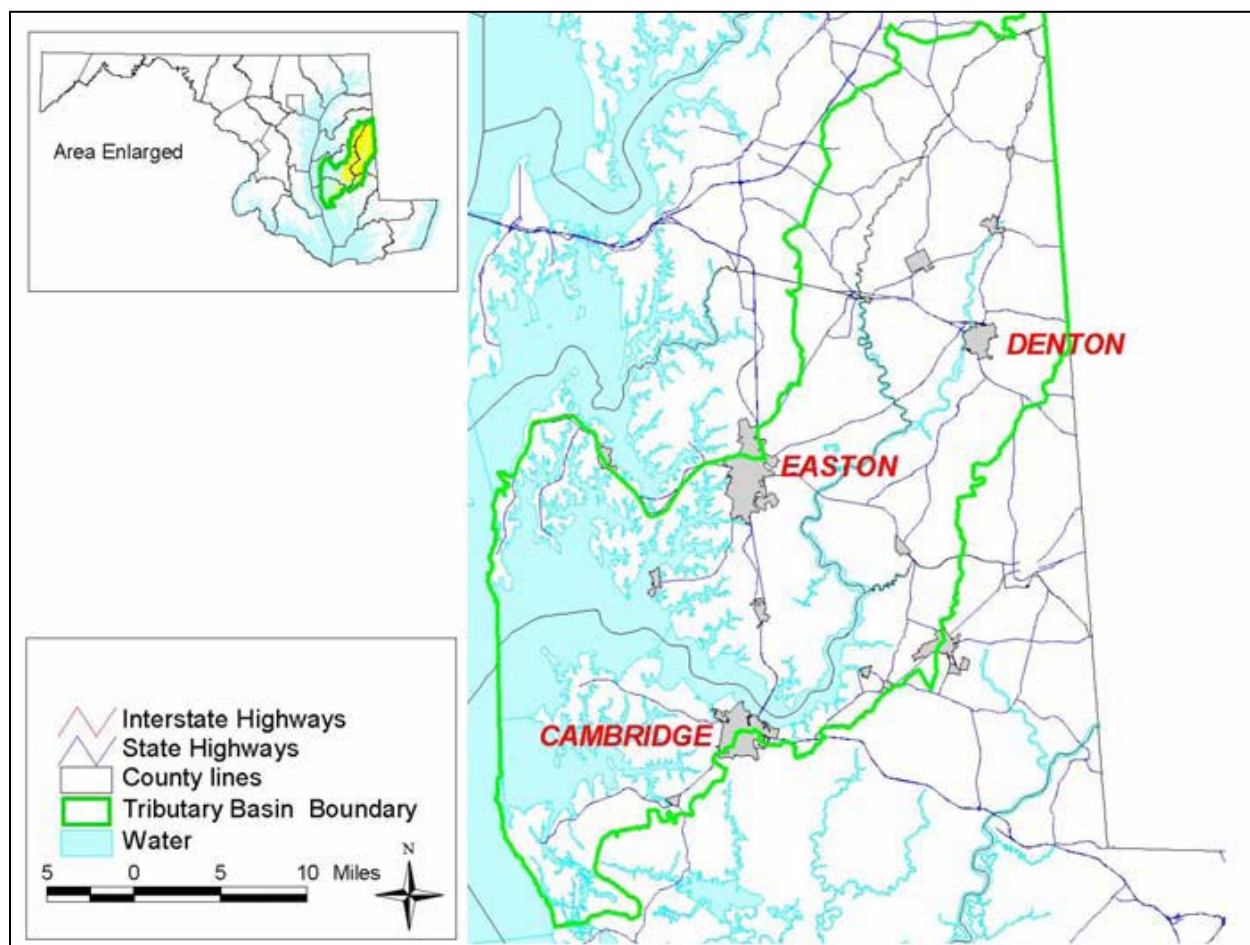 Area Enlarged
DENTON
EASTON
CAMBRIDGE
Interstate Highways
State Highways
County lines
Tributary Basin Boundary
Water
5 0 5 10 Miles
N